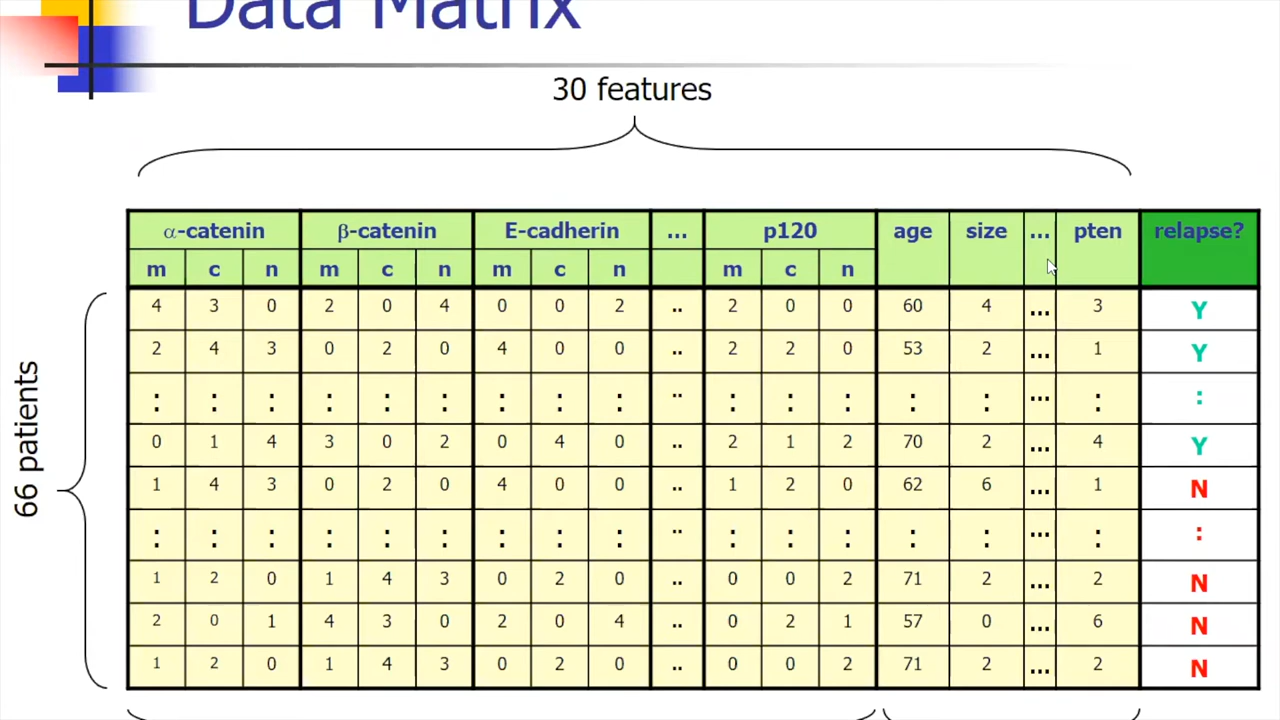 Data Matrix
30 features
α-catenin β-catenin E-cadherin ... p120 age size ... pten relapse?
m c n m c n m c n m c n
4 3 0 2 0 4 0 0 2 .. 2 0 0 60 4 ... 3 Y
2 4 3 0 2 0 4 0 0 .. 2 2 0 53 2 ... 1 Y
: : : : : : : : : .. : : : : : ... : :
0 1 4 3 0 2 0 4 0 .. 2 1 2 70 2 ... 4 Y
1 4 3 0 2 0 4 0 0 .. 1 2 0 62 6 ... 1 N
: : : : : : : : : .. : : : : : ... : :
1 2 0 1 4 3 0 2 0 .. 0 0 2 71 2 ... 2 N
2 0 1 4 3 0 2 0 4 .. 0 2 1 57 0 ... 6 N
1 2 0 1 4 3 0 2 0 .. 0 0 2 71 2 ... 2 N
66 patients